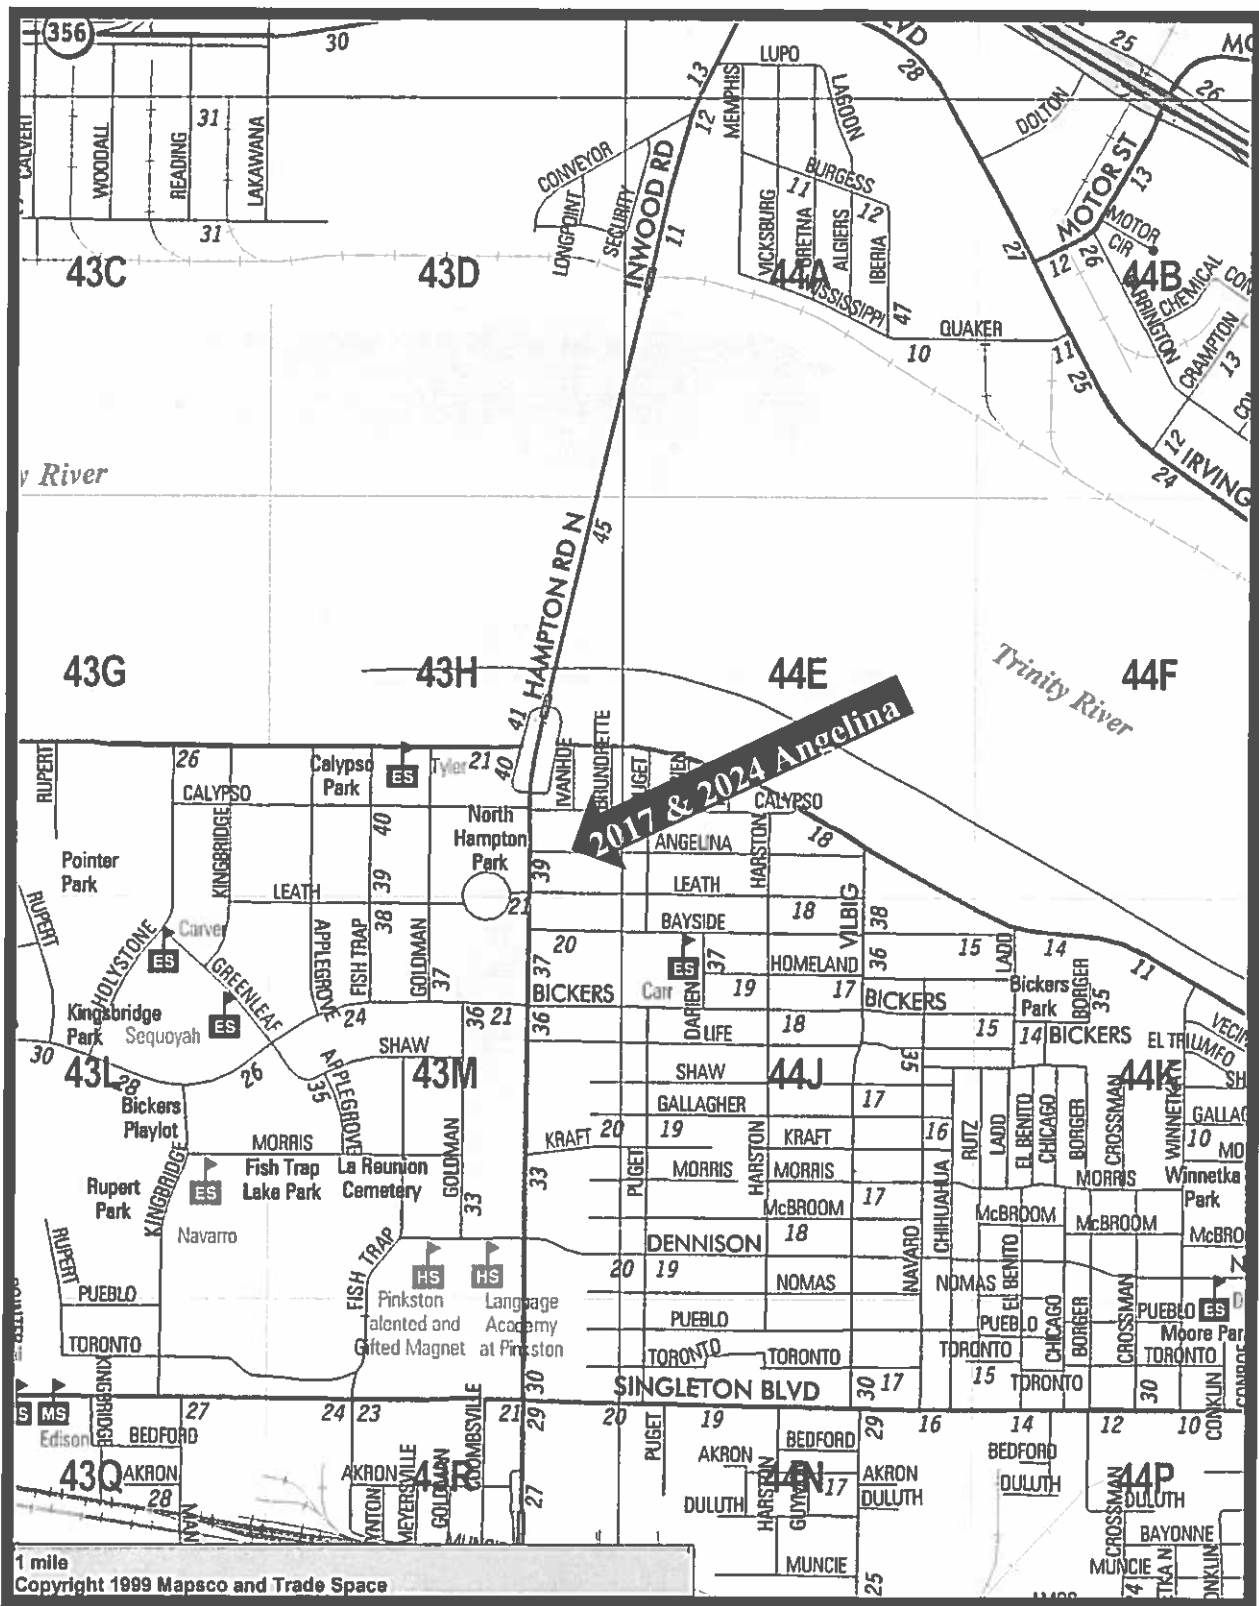 356
30
LUPO
BLVD
28
25
26
13
12
MEMPHIS
LAGOON
DOLTON
MOTOR ST
13
CALVERT
WOODALL
READING
31
LAKAWANA
31
CONVEYOR
LONGPOINT
SECURITY
INWOOD RD
11
BURGESS
11
12
VICKSBURG
GRETNA
ALGIERS
IBERIA
MISSISSIPPI
47
27
12
26
MOTOR
CIR
CHEMICAL
CRAMPTON
13
43C
43D
44A
44B
QUAKER
10
11
25
12
IRVING
24
River
HAMPTON RD N
45
43G
43H
44E
44F
Trinity River
41
40
2017 & 2024 Angelina
RUPERT
26
CALYPSO
Calypso
Park
ES
Tyler
21
IVANHOE
BRUNDRETTE
CALYPSO
18
North
Hampton
Park
40
39
38
39
ANGELINA
HARSTON
Pointer
Park
KINGBRIDGE
LEATH
21
LEATH
18
VILBIG
38
RUPERT
HOLYSTONE
Carver
ES
GREENLEAF
APPLEGROVE
FISH TRAP
GOLDMAN
37
20
37
BAYSIDE
15
LADD
14
11
ES
37
HOMELAND
36
Carr
19
17
BICKERS
BICKERS
Bickers
Park
BORGER
35
Kingsbridge
Park
Sequoyah
ES
24
36
21
36
DARIEN
LIFE
18
15
14
BICKERS
EL TRIUMFO
30
43L
28
26
35
SHAW
43M
SHAW
44J
35
44K
Bickers
Playlot
APPLEGROVE
GALLAGHER
17
MORRIS
KRAFT
20
19
KRAFT
16
RUTZ
LADD
EL BENITO
CHICAGO
BORGER
CROSSMAN
WINNETKA
10
Fish Trap
Lake Park
La Reunion
Cemetery
GOLDMAN
33
33
PUGET
MORRIS
HARSTON
MORRIS
MORRIS
Winnetka
Park
Rupert
Park
KINGBRIDGE
ES
Navarro
McBROOM
17
CHIHUAHUA
McBROOM
McBROOM
RUPERT
FISH TRAP
HS
HS
DENNISON
18
20
19
NAVARO
PUEBLO
Pinkston
Talented and
Gifted Magnet
Language
Academy
at Pinkston
NOMAS
NOMAS
EL BENITO
CHICAGO
BORGER
CROSSMAN
PUEBLO
ES
PUEBLO
PUEBLO
TORONTO
TORONTO
TORONTO
TORONTO
TORONTO
TORONTO
30
SINGLETON BLVD
30
17
15
30
MS
Edison
KINGBRIDGE
27
24
23
21
29
20
19
29
16
14
12
10
CONKLIN
BEDFORD
COOMBSVILLE
PUGET
BEDFORD
BEDFORD
43Q
AKRON
AKRON
43R
AKRON
44N
AKRON
44P
28
MEYERSVILLE
GOLDMAN
27
DULUTH
HARSTON
17
DULUTH
DULUTH
CROSSMAN
DULUTH
BAYONNE
MUNCIE
25
MUNCIE
1 mile
Copyright 1999 Mapsco and Trade Space